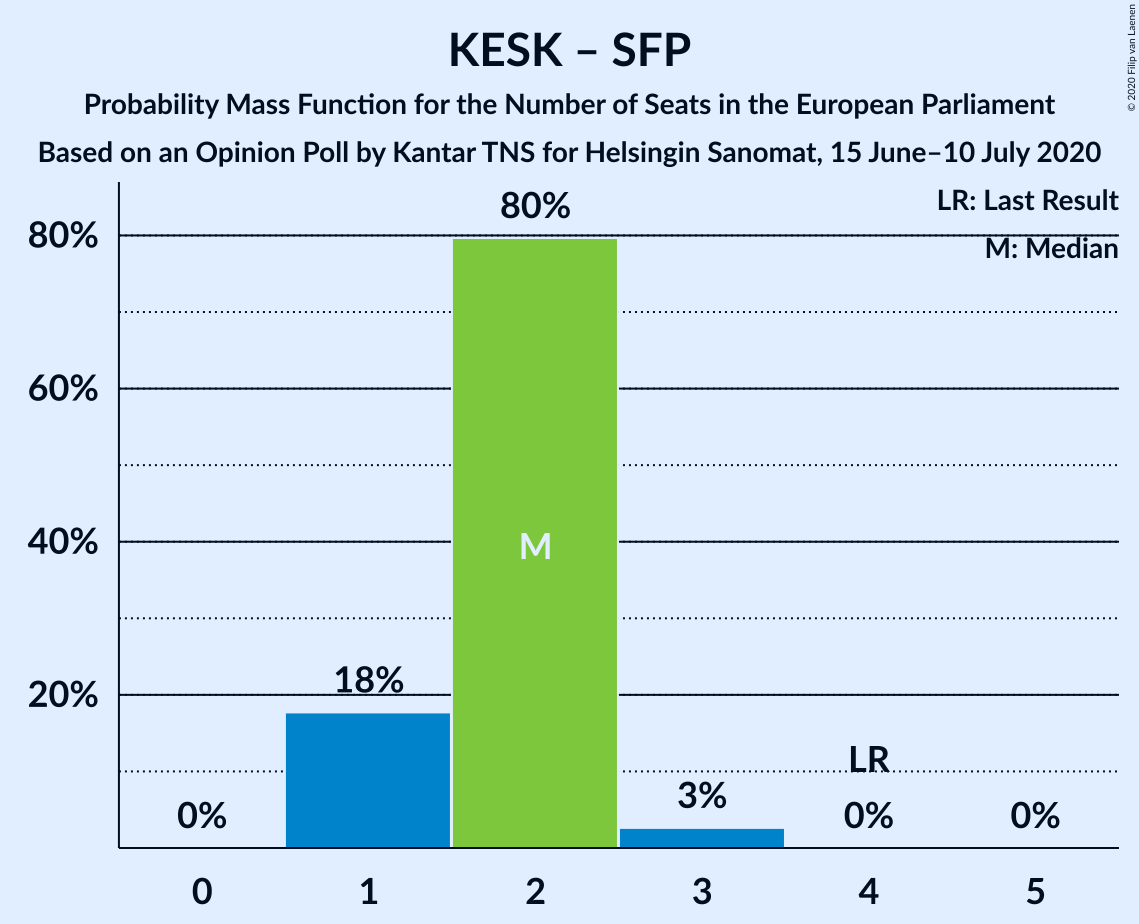 KESK – SFP
Probability Mass Function for the Number of Seats in the European Parliament
Based on an Opinion Poll by Kantar TNS for Helsingin Sanomat, 15 June–10 July 2020
© 2020 Filip van Laenen
LR: Last Result
M: Median
80%
60%
40%
20%
0%
18%
80%
M
3%
LR
0%
0%
0 1 2 3 4 5